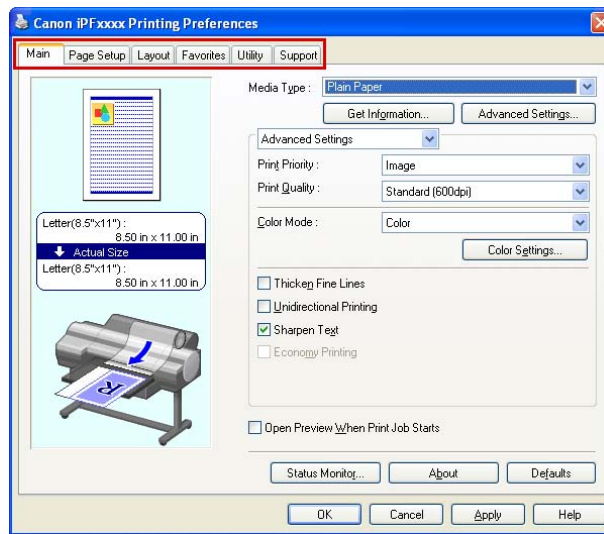 Canon iPFxxxx Printing Preferences
Main Page Setup Layout Favorites Utility Support
Media Type : Plain Paper
Get Information... Advanced Settings...
Advanced Settings
Print Priority : Image
Print Quality : Standard (600dpi)
Color Mode : Color
Color Settings...
Letter(8.5"x11") :
8.50 in x 11.00 in
Actual Size
Letter(8.5"x11") :
8.50 in x 11.00 in
Thicken Fine Lines
Unidirectional Printing
Sharpen Text
Economy Printing
R
Open Preview When Print Job Starts
Status Monitor... About Defaults
OK Cancel Apply Help